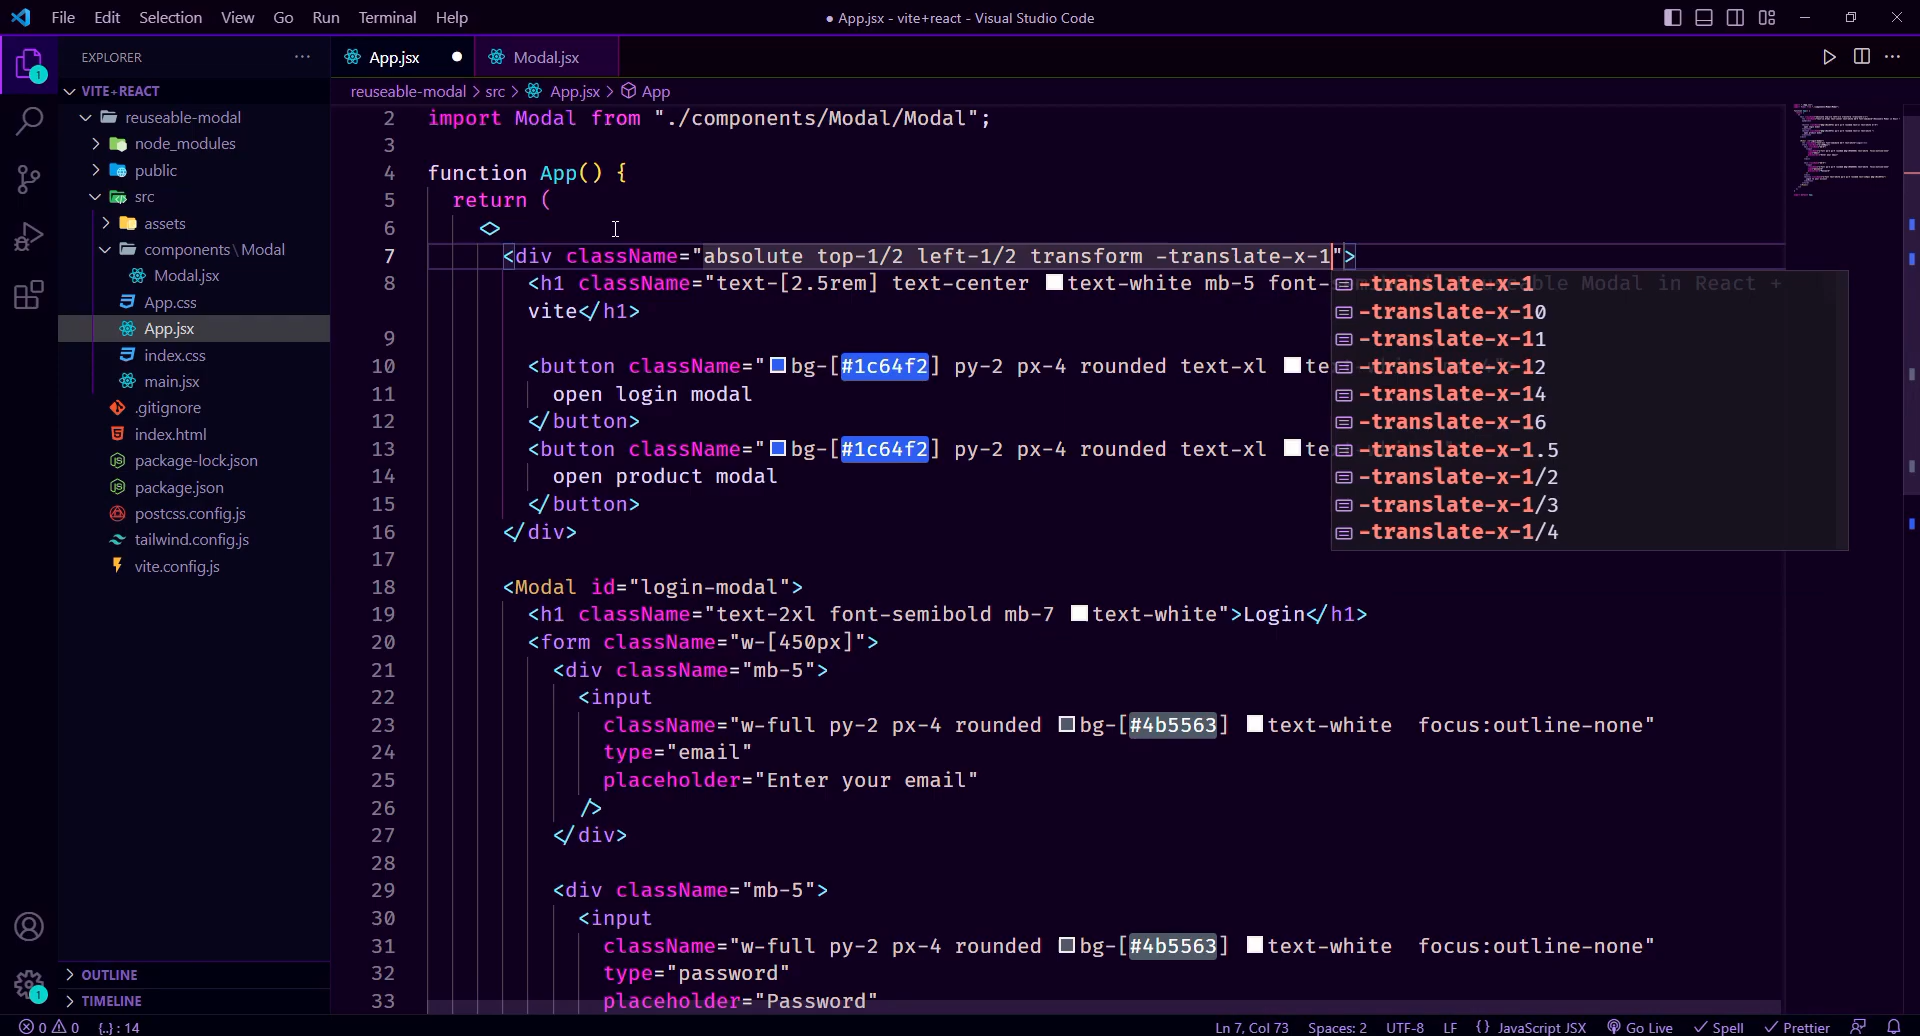 File Edit Selection View Go Run Terminal Help
● App.jsx - vite+react - Visual Studio Code
EXPLORER
App.jsx
Modal.jsx
1
VITE+REACT
reuseable-modal
node_modules
public
src
assets
components\Modal
Modal.jsx
App.css
App.jsx
index.css
main.jsx
.gitignore
index.html
package-lock.json
package.json
postcss.config.js
tailwind.config.js
vite.config.js
OUTLINE
TIMELINE
1
reuseable-modal > src > App.jsx > App
2 import Modal from "./components/Modal/Modal";
3
4 function App() {
5 return (
6 <>
7 <div className="absolute top-1/2 left-1/2 transform -translate-x-1">
8 <h1 className="text-[2.5rem] text-center text-white mb-5 font-
vite</h1>
9
10 <button className="bg-[#1c64f2] py-2 px-4 rounded text-xl te
11 open login modal
12 </button>
13 <button className="bg-[#1c64f2] py-2 px-4 rounded text-xl te
14 open product modal
15 </button>
16 </div>
17
18 <Modal id="login-modal">
19 <h1 className="text-2xl font-semibold mb-7 text-white">Login</h1>
20 <form className="w-[450px]">
21 <div className="mb-5">
22 <input
23 className="w-full py-2 px-4 rounded bg-[#4b5563] text-white  focus:outline-none"
24 type="email"
25 placeholder="Enter your email"
26 />
27 </div>
28
29 <div className="mb-5">
30 <input
31 className="w-full py-2 px-4 rounded bg-[#4b5563] text-white  focus:outline-none"
32 type="password"
33 placeholder="Password"
-translate-x-1
-translate-x-10
-translate-x-11
-translate-x-12
-translate-x-14
-translate-x-16
-translate-x-1.5
-translate-x-1/2
-translate-x-1/3
-translate-x-1/4
0 0 {..} : 14
Ln 7, Col 73 Spaces: 2 UTF-8 LF {} JavaScript JSX Go Live Spell Prettier